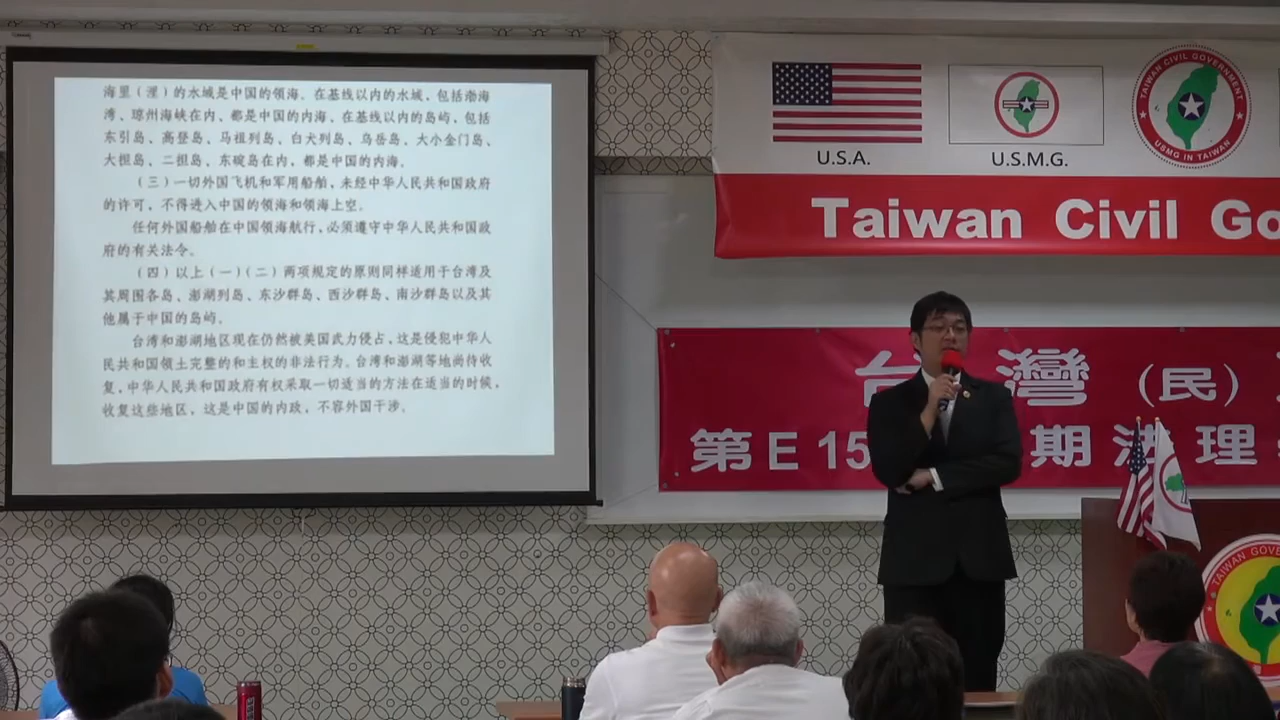 海里（浬）的水域是中国的领海。在基线以内的水域，包括渤海
湾、琼州海峡在内、都是中国的内海、在基线以内的岛屿，包括
东引岛、高登岛、马祖列岛、白犬列岛、乌岳岛、大小金门岛、
大担岛、二担岛、东碇岛在内、都是中国的内海。
（三）一切外国飞机和军用船舶，未经中华人民共和国政府
的许可，不得进入中国的领海和领海上空。
任何外国船舶在中国领海航行，必须遵守中华人民共和国政
府的有关法令。
（四）以上（一）（二）两项规定的原则同样适用于台湾及
其周围各岛、澎湖列岛、东沙群岛、西沙群岛、南沙群岛以及其
他属于中国的岛屿。
台湾和澎湖地区现在仍然被美国武力侵占，这是侵犯中华人
民共和国领土完整的和主权的非法行为。台湾和澎湖等地尚待收
复，中华人民共和国政府有权采取一切适当的方法在适当的时候，
收复这些地区，这是中国的内政，不容外国干涉。
U.S.A.
U.S.M.G.
TAIWAN CIVIL GOVERNMENT
USMG IN TAIWAN
Taiwan Civil Go
台 灣 （民）
第E15 期 法 理
TAIWAN GOVE